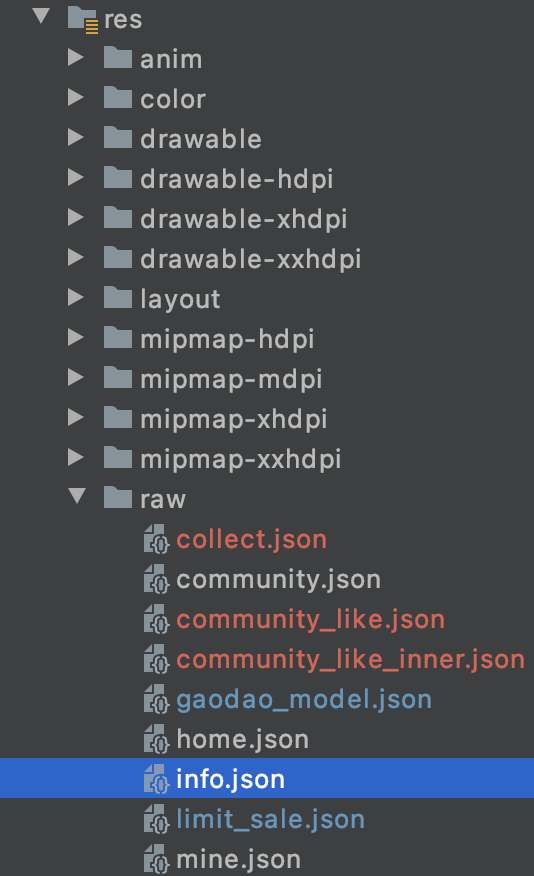 res
anim
color
drawable
drawable-hdpi
drawable-xhdpi
drawable-xxhdpi
layout
mipmap-hdpi
mipmap-mdpi
mipmap-xhdpi
mipmap-xxhdpi
raw
collect.json
community.json
community_like.json
community_like_inner.json
gaodao_model.json
home.json
info.json
limit_sale.json
mine.json